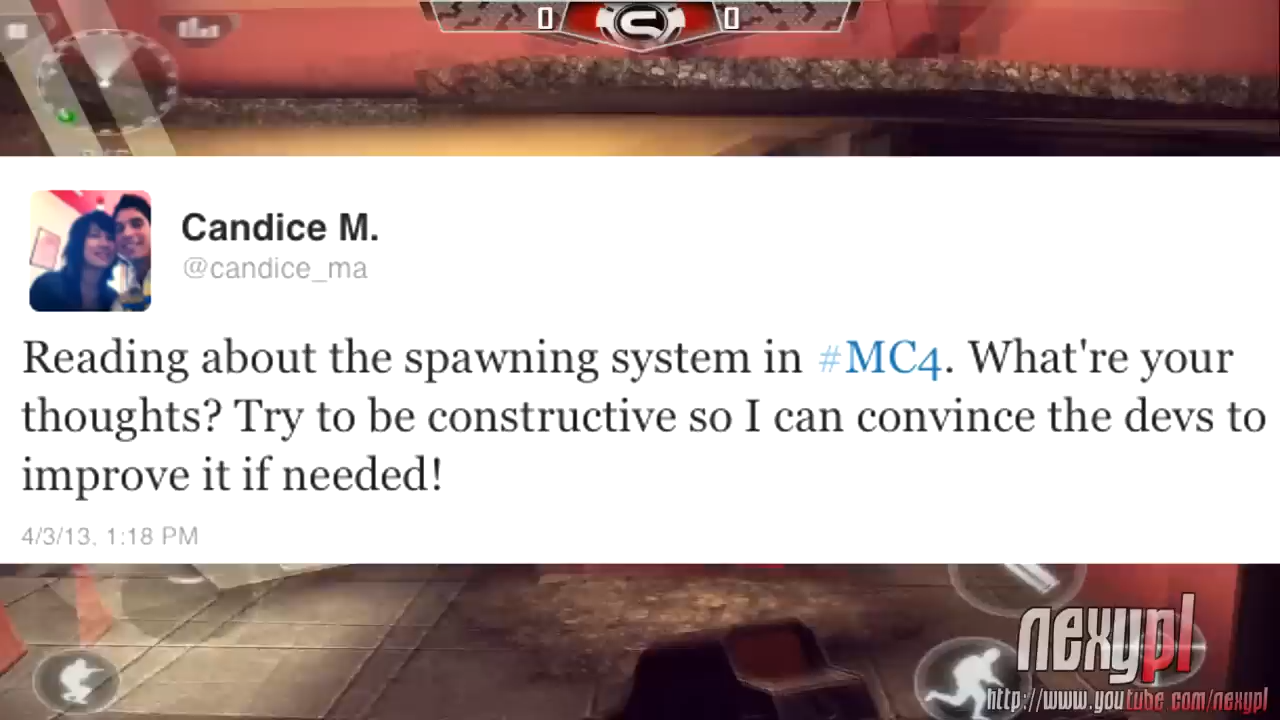 0 0
Candice M.
@candice_ma
Reading about the spawning system in #MC4. What're your
thoughts? Try to be constructive so I can convince the devs to
improve it if needed!
4/3/13, 1:18 PM
nexypl
http://www.youtube.com/nexypl